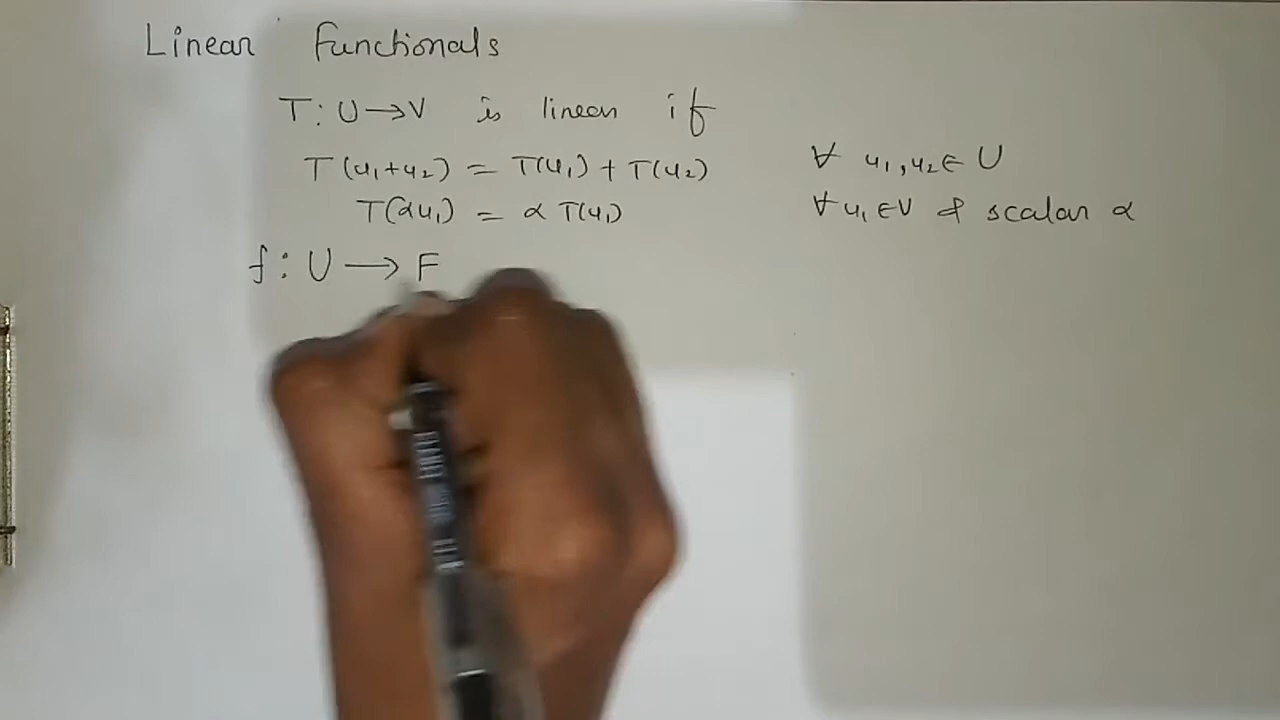 Linear functionals
T: U → V is linear if
T(u₁+u₂) = T(u₁) + T(u₂) ∀ u₁,u₂ ∈ U
T(αu₁) = α T(u₁) ∀ u₁ ∈ V & scalar α
f: U → F